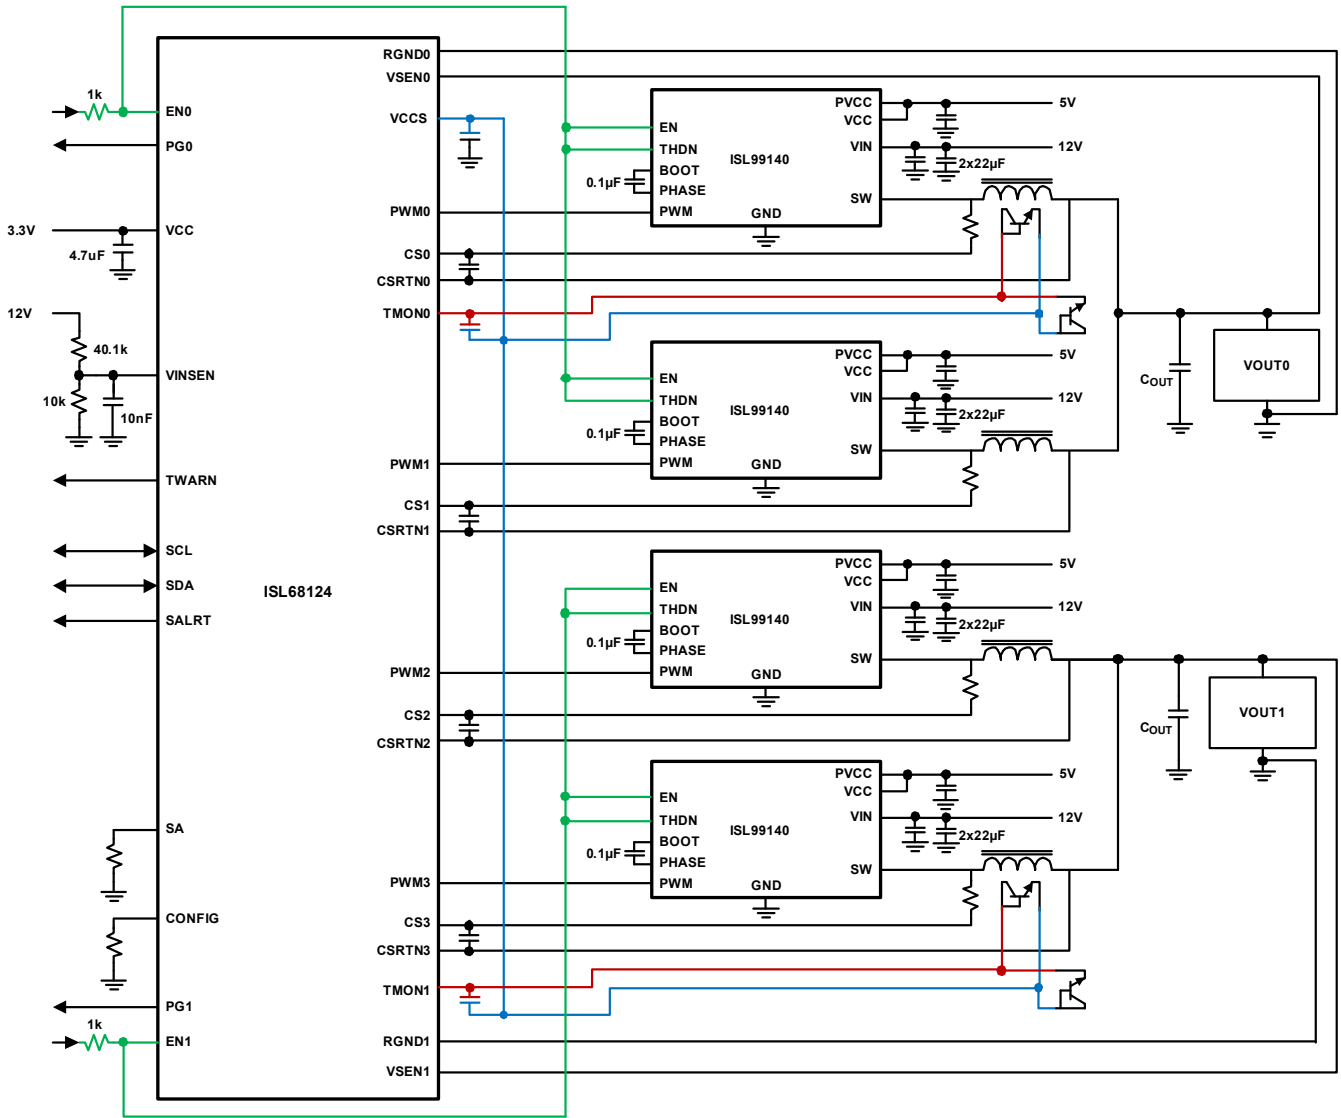 RGND0
VSEN0
1k
EN0
VCCS
PG0
3.3V
VCC
4.7uF
PWM0
CS0
CSRTN0
12V
TMON0
40.1k
VINSEN
10k
10nF
PWM1
TWARN
CS1
CSRTN1
SCL
SDA
ISL68124
SALRT
PWM2
CS2
CSRTN2
SA
PWM3
CONFIG
CS3
CSRTN3
TMON1
PG1
1k
EN1
RGND1
VSEN1
PVCC
5V
VCC
EN
THDN
VIN
12V
ISL99140
BOOT
2x22µF
0.1µF
PHASE
SW
PWM
GND
PVCC
5V
VCC
EN
THDN
VIN
12V
ISL99140
BOOT
2x22µF
0.1µF
PHASE
SW
PWM
GND
COUT
VOUT0
PVCC
5V
VCC
EN
THDN
VIN
12V
ISL99140
BOOT
2x22µF
0.1µF
PHASE
SW
PWM
GND
COUT
VOUT1
PVCC
5V
VCC
EN
THDN
VIN
12V
ISL99140
BOOT
2x22µF
0.1µF
PHASE
SW
PWM
GND